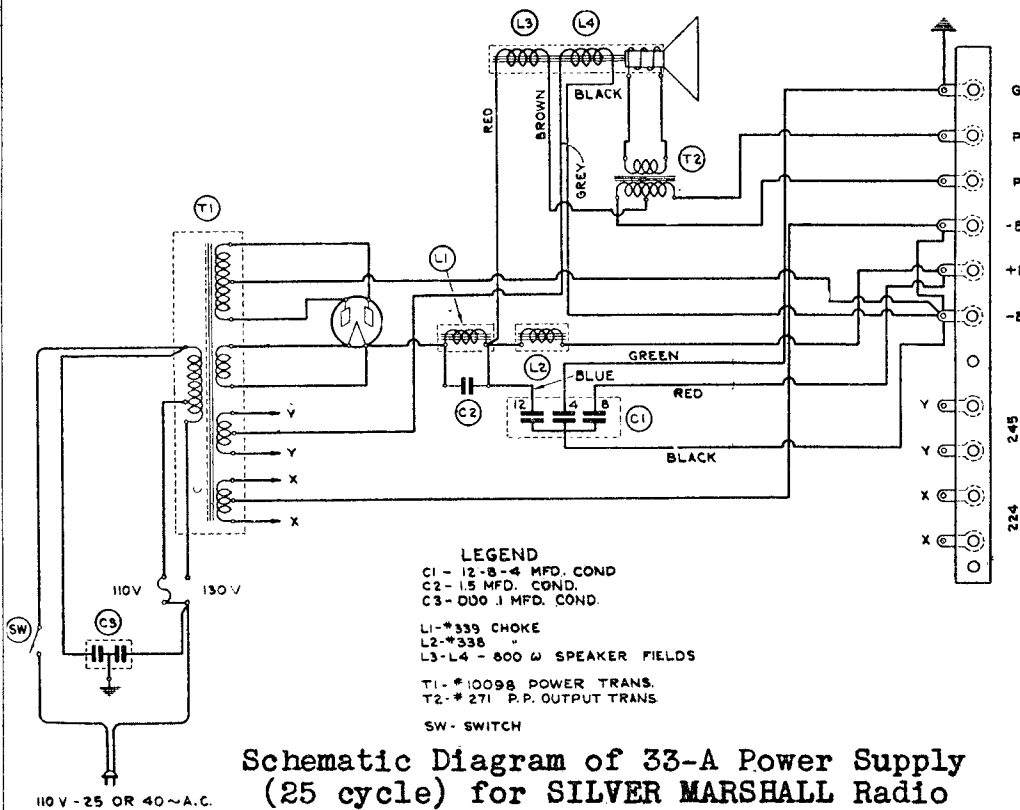 L3 L4
BLACK
RED
BROWN
GREY
T2
T1
L1
G
P
P
-B
GREEN
L2
BLUE
RED
C2
12 4 8
C1
BLACK
Y
Y
X
X
Y
Y
245
X
X
224
110V 130V
SW
C3
110 V - 25 OR 40~A.C.
LEGEND
C1 - 12-8-4 MFD. COND
C2 - 1.5 MFD. COND.
C3 - .1 MFD. COND.
L1 - #339 CHOKE
L2 - #338 "
L3-L4 - 800 ω SPEAKER FIELDS
T1 - #10098 POWER TRANS.
T2 - #271 P.P. OUTPUT TRANS
SW - SWITCH
Schematic Diagram of 33-A Power Supply
(25 cycle) for SILVER MARSHALL Radio